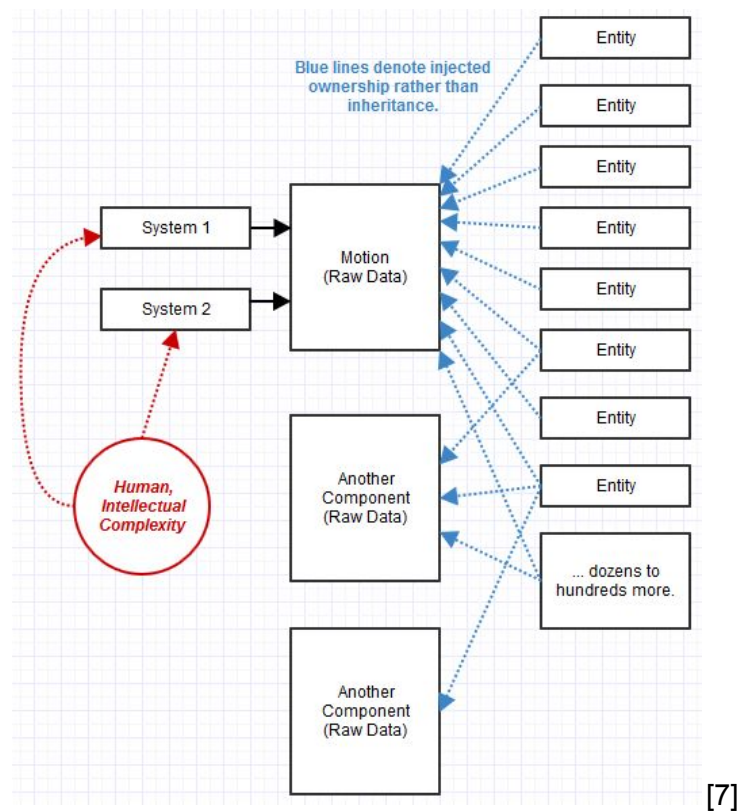 Blue lines denote injected
ownership rather than
inheritance.
Entity
Entity
Entity
Entity
Entity
Entity
Entity
Entity
... dozens to
hundreds more.
System 1
System 2
Motion
(Raw Data)
Human,
Intellectual
Complexity
Another
Component
(Raw Data)
Another
Component
(Raw Data)
[7]